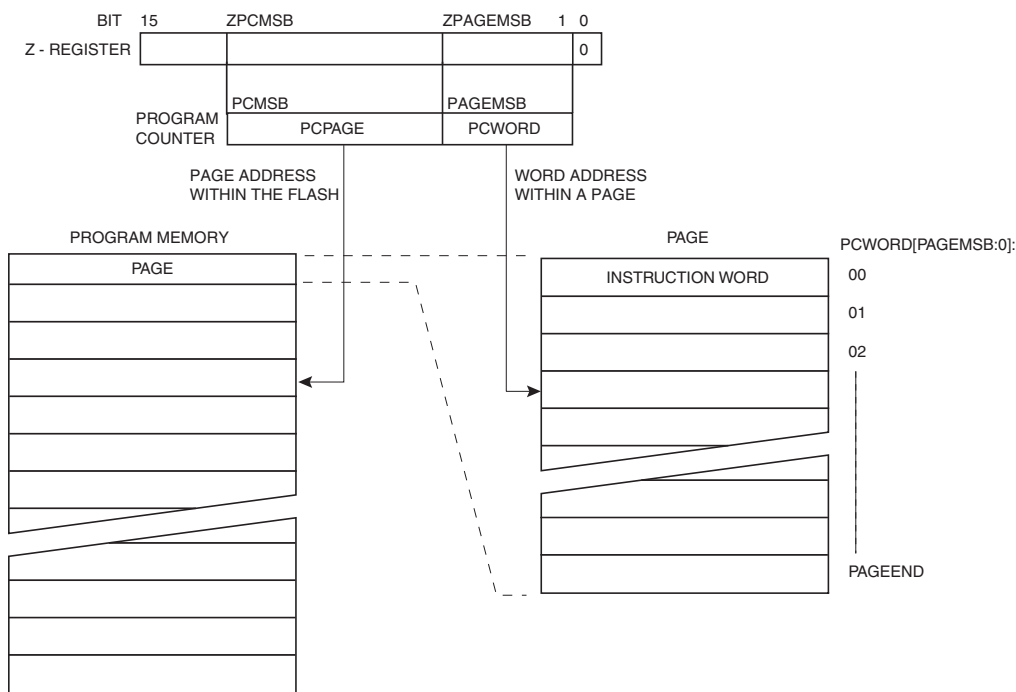 BIT 15 ZPCMSB ZPAGEMSB 1 0
Z - REGISTER 0
PCMSB PAGEMSB
PROGRAM
COUNTER
PCPAGE PCWORD
PAGE ADDRESS
WITHIN THE FLASH
WORD ADDRESS
WITHIN A PAGE
PROGRAM MEMORY
PAGE
PAGE
PCWORD[PAGEMSB:0]:
INSTRUCTION WORD 00
01
02
PAGEEND